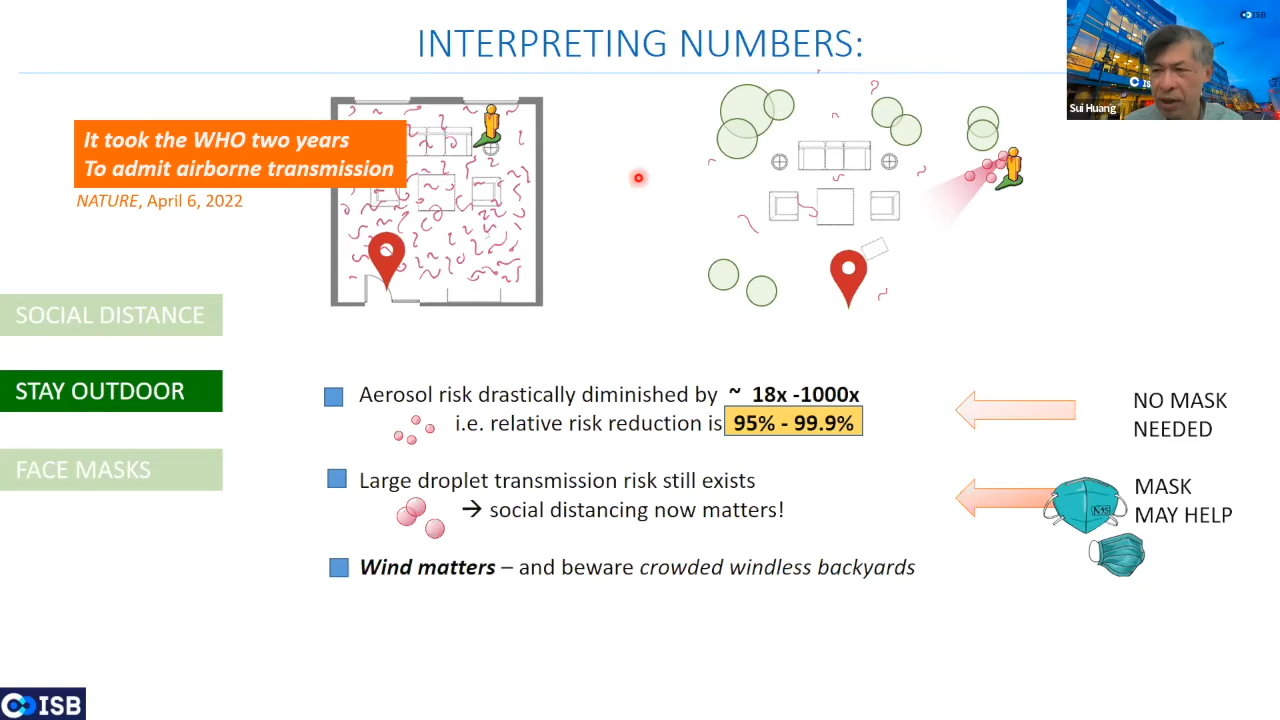 INTERPRETING NUMBERS:
ISB
Sui Huang
It took the WHO two years
To admit airborne transmission
NATURE, April 6, 2022
SOCIAL DISTANCE
STAY OUTDOOR
FACE MASKS
Aerosol risk drastically diminished by ~ 18x -1000x
i.e. relative risk reduction is 95% - 99.9%
NO MASK
NEEDED
Large droplet transmission risk still exists
→ social distancing now matters!
N95
MASK
MAY HELP
Wind matters – and beware crowded windless backyards
ISB